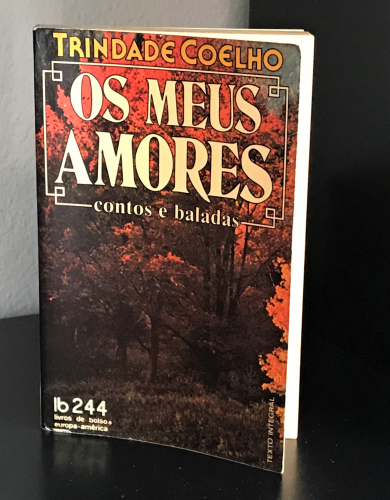 TRINDADE COELHO
OS MEUS
AMORES
contos e baladas
lb 244
livros de bolso
europa-américa
TEXTO INTEGRAL